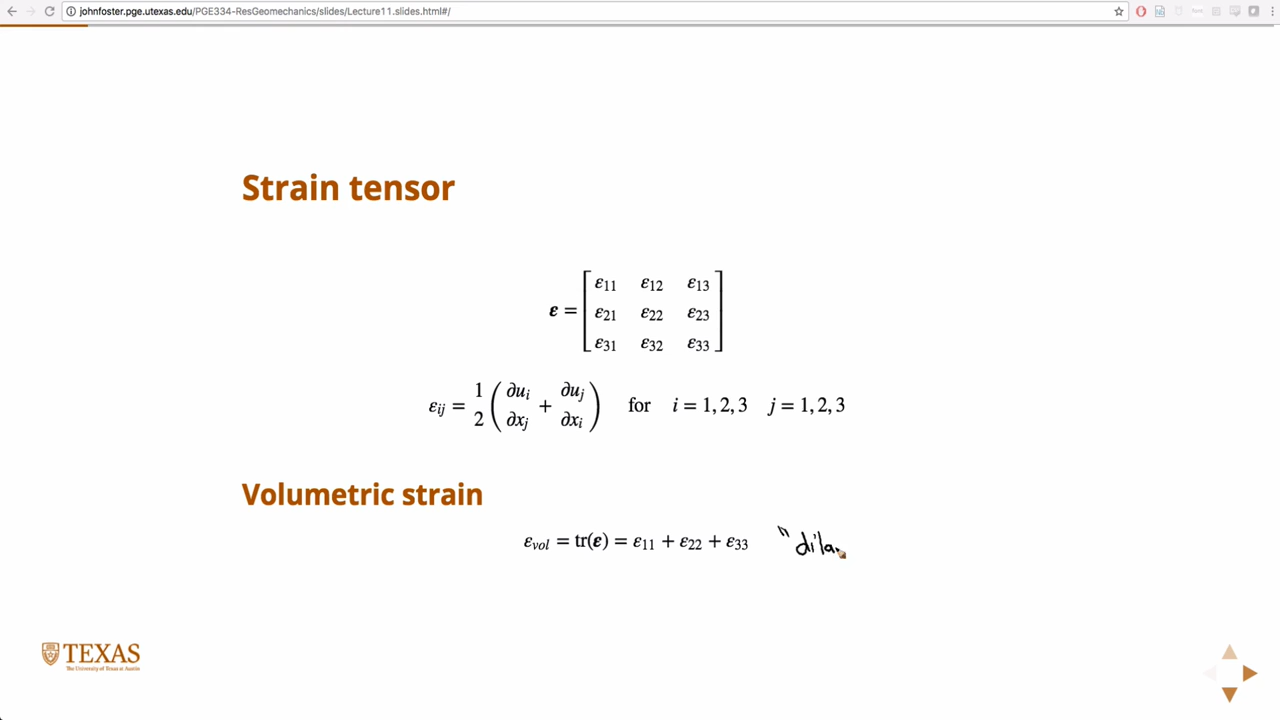 johnfoster.pge.utexas.edu/PGE334-ResGeomechanics/slides/Lecture11.slides.html#/
Strain tensor
ε = [ ε11 ε12 ε13
ε21 ε22 ε23
ε31 ε32 ε33 ]
εij = 1/2 ( ∂ui/∂xj + ∂uj/∂xi ) for i = 1, 2, 3 j = 1, 2, 3
Volumetric strain
εvol = tr(ε) = ε11 + ε22 + ε33 "dila
TEXAS
The University of Texas at Austin